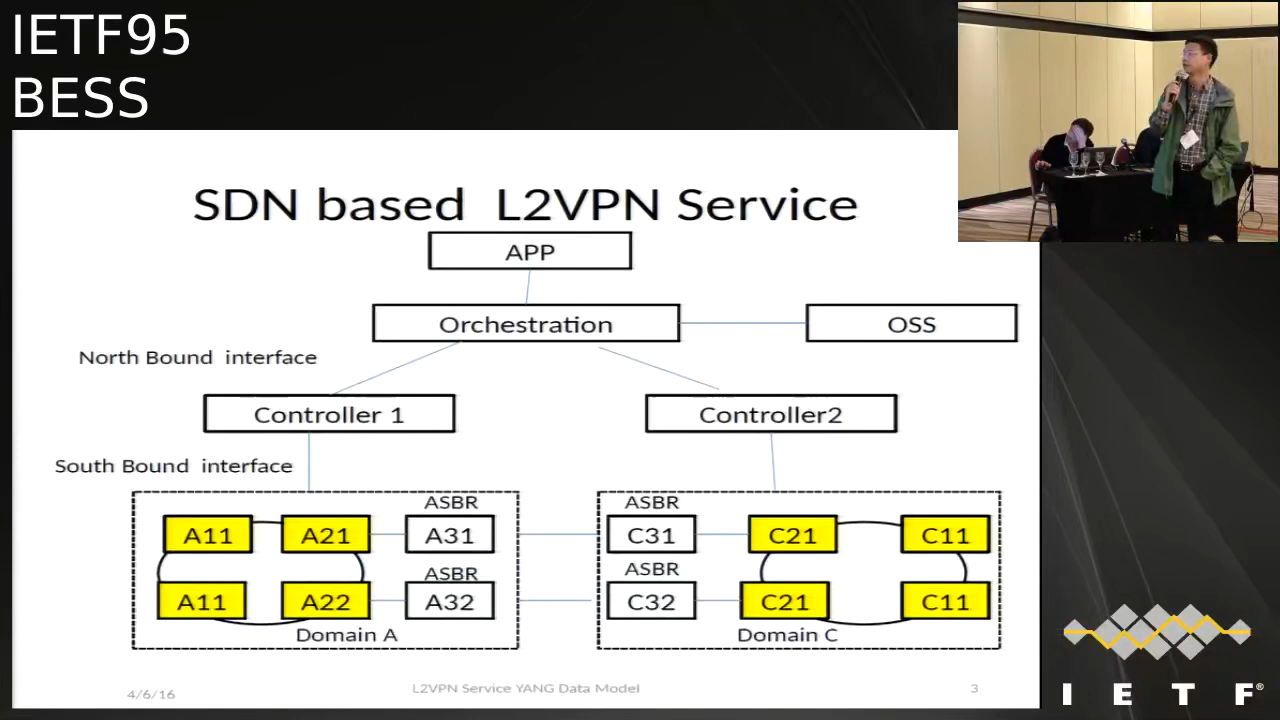 IETF95
BESS
SDN based L2VPN Service
APP
Orchestration
OSS
North Bound interface
Controller 1
Controller2
South Bound interface
ASBR
ASBR
A11
A21
A31
C31
C21
C11
ASBR
ASBR
A11
A22
A32
C32
C21
C11
Domain A
Domain C
4/6/16
L2VPN Service YANG Data Model
3
I E T F®